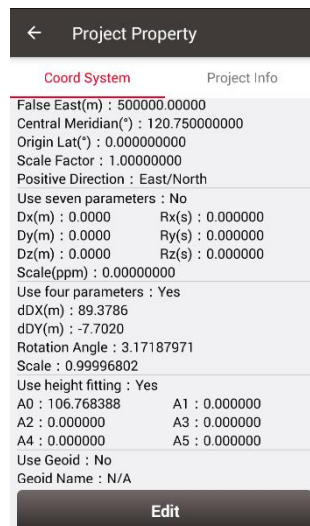 Project Property
Coord System Project Info
False East(m)：500000.00000
Central Meridian(°)：120.750000000
Origin Lat(°)：0.000000000
Scale Factor：1.00000000
Positive Direction：East/North
Use seven parameters：No
Dx(m)：0.0000 Rx(s)：0.000000
Dy(m)：0.0000 Ry(s)：0.000000
Dz(m)：0.0000 Rz(s)：0.000000
Scale(ppm)：0.00000000
Use four parameters：Yes
dDX(m)：89.3786
dDY(m)：-7.7020
Rotation Angle：3.17187971
Scale：0.99996802
Use height fitting：Yes
A0：106.768388 A1：0.000000
A2：0.000000 A3：0.000000
A4：0.000000 A5：0.000000
Use Geoid：No
Geoid Name：N/A
Edit